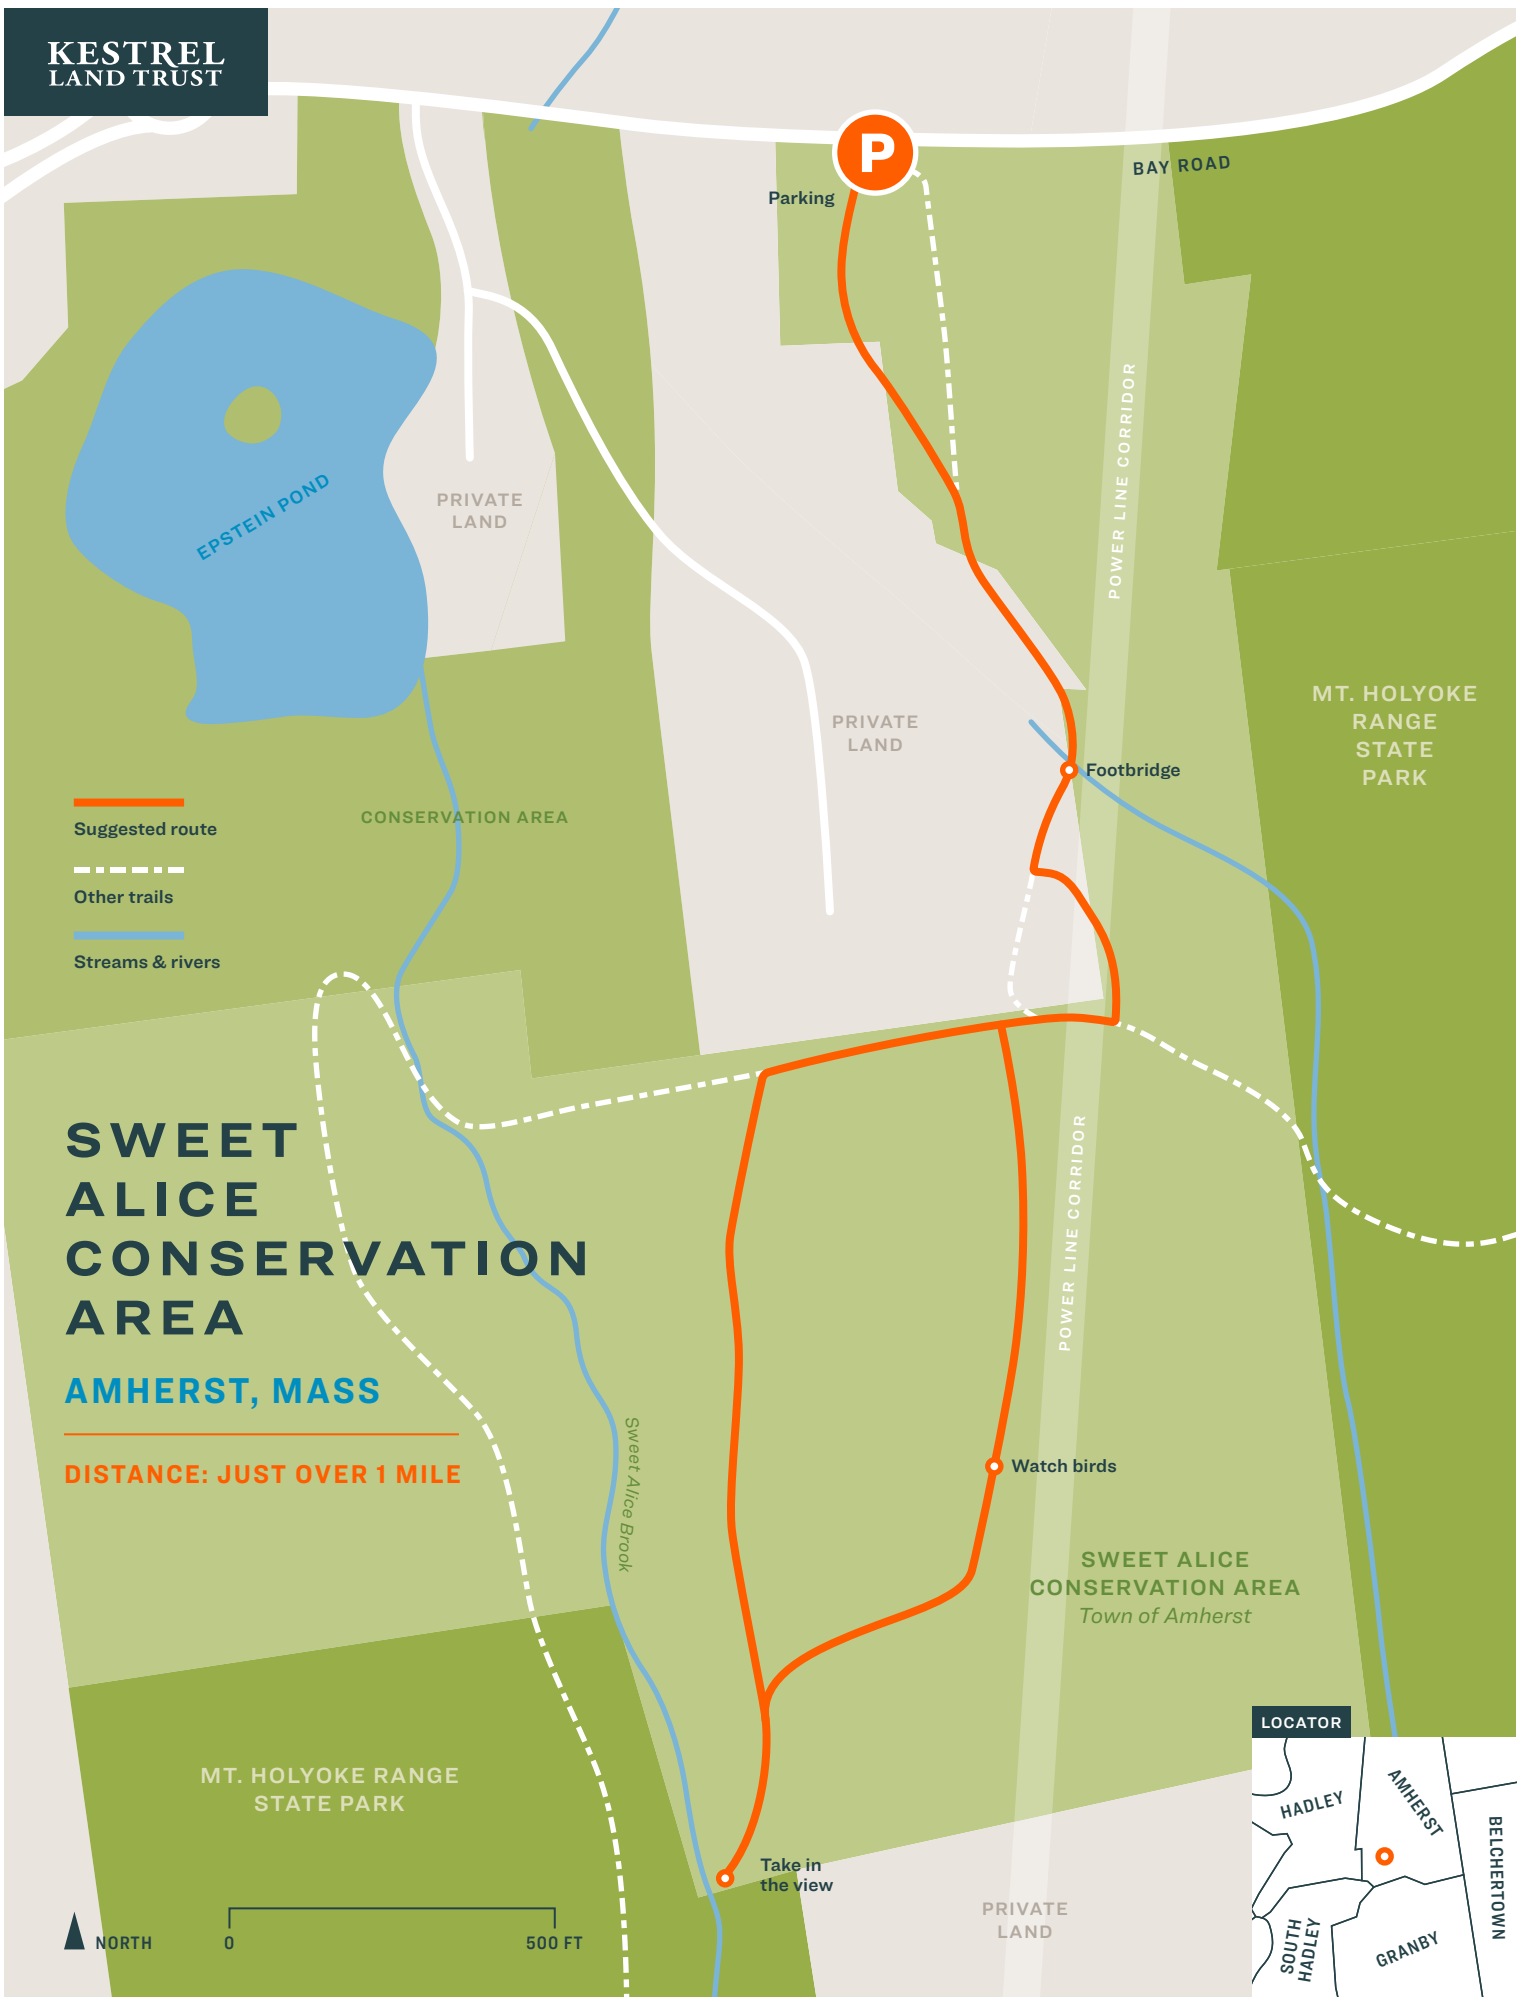 KESTREL
LAND TRUST
P
Parking
BAY ROAD
POWER LINE CORRIDOR
EPSTEIN POND
PRIVATE
LAND
PRIVATE
LAND
MT. HOLYOKE
RANGE
STATE
PARK
Footbridge
CONSERVATION AREA
Suggested route
Other trails
Streams & rivers
SWEET
ALICE
CONSERVATION
AREA
AMHERST, MASS
DISTANCE: JUST OVER 1 MILE
POWER LINE CORRIDOR
Sweet Alice Brook
Watch birds
SWEET ALICE
CONSERVATION AREA
Town of Amherst
MT. HOLYOKE RANGE
STATE PARK
Take in
the view
PRIVATE
LAND
NORTH
0
500 FT
LOCATOR
HADLEY
AMHERST
BELCHERTOWN
SOUTH
HADLEY
GRANBY